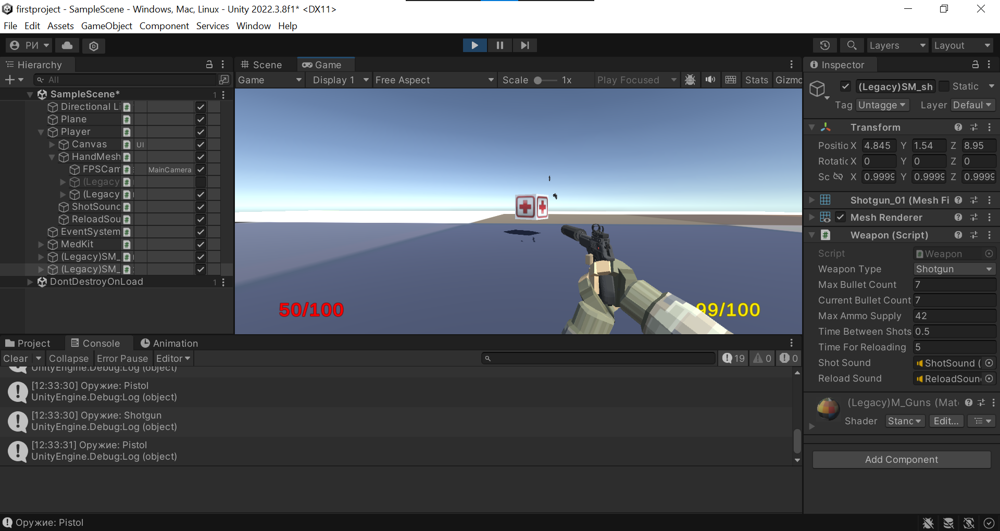 firstproject - SampleScene - Windows, Mac, Linux - Unity 2022.3.8f1* <DX11>
File Edit Assets GameObject Component Services Window Help
РИ
Layers
Layout
Hierarchy
All
SampleScene*
1
Directional Li
Plane
Player
Canvas UI
HandMesh
FPSCam MainCamera
(Legacy
(Legacy
ShotSound
ReloadSou
EventSystem
MedKit
(Legacy)SM_
(Legacy)SM_
DontDestroyOnLoad
1
Scene
Game
Game Display 1 Free Aspect Scale 1x Play Focused Stats Gizmo
50/100
99/100
Project Console Animation
Clear Collapse Error Pause Editor
19 0 0
UnityEngine.Debug:Log (object)
[12:33:30] Оружие: Pistol
UnityEngine.Debug:Log (object)
[12:33:30] Оружие: Shotgun
UnityEngine.Debug:Log (object)
[12:33:31] Оружие: Pistol
UnityEngine.Debug:Log (object)
Оружие: Pistol
Inspector
(Legacy)SM_sh Static
Tag Untagge Layer Defaul
Transform
Positio X 4.845 Y 1.54 Z 8.95
Rotatic X 0 Y 0 Z 0
Sc X 0.9999 Y 0.9999 Z 0.9999
Shotgun_01 (Mesh Fi
Mesh Renderer
Weapon (Script)
Script Weapon
Weapon Type Shotgun
Max Bullet Count 7
Current Bullet Count 7
Max Ammo Supply 42
Time Between Shots 0.5
Time For Reloading 5
Shot Sound ShotSound (
Reload Sound ReloadSoun
(Legacy)M_Guns (Mat
Shader Stanc Edit...
Add Component